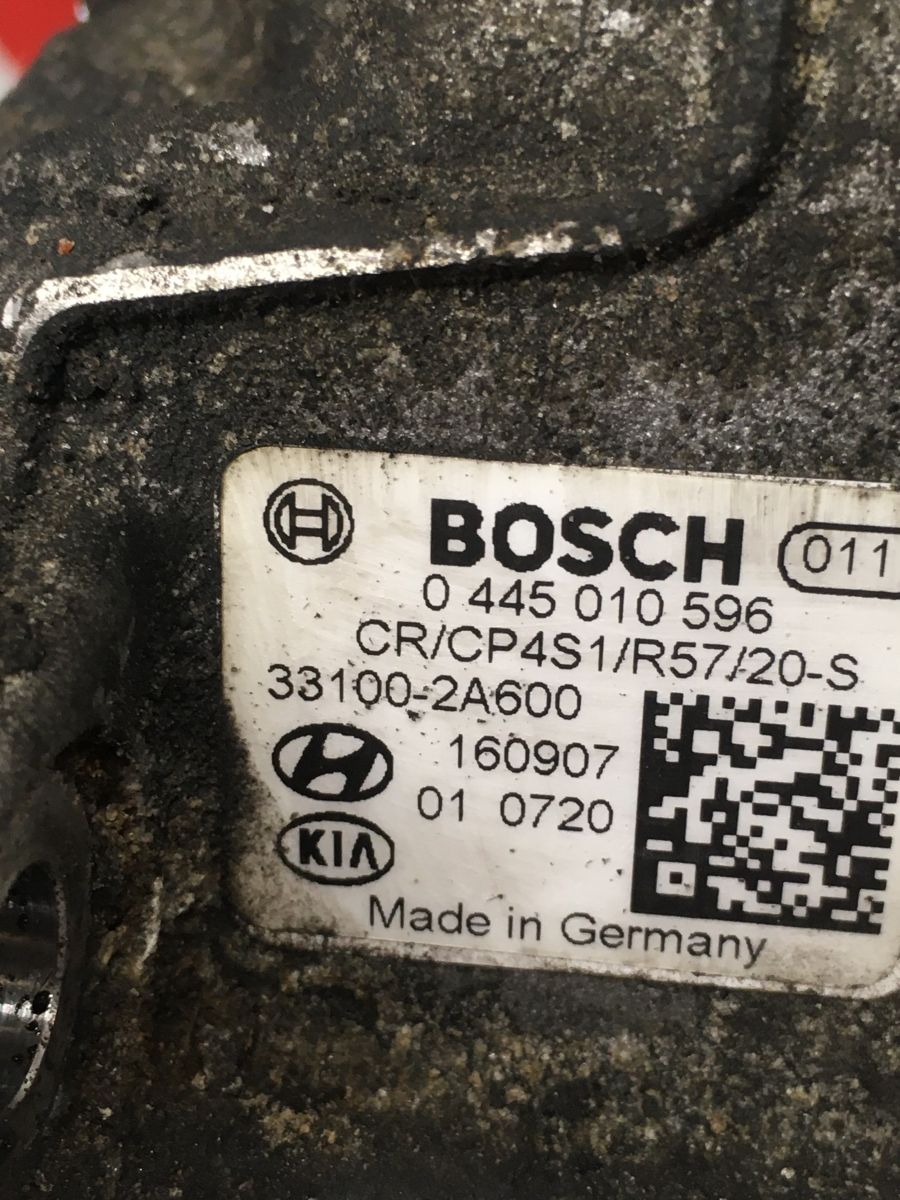 BOSCH 011
0 445 010 596
CR/CP4S1/R57/20-S
33100-2A600
160907
01 0720
KIA
Made in Germany